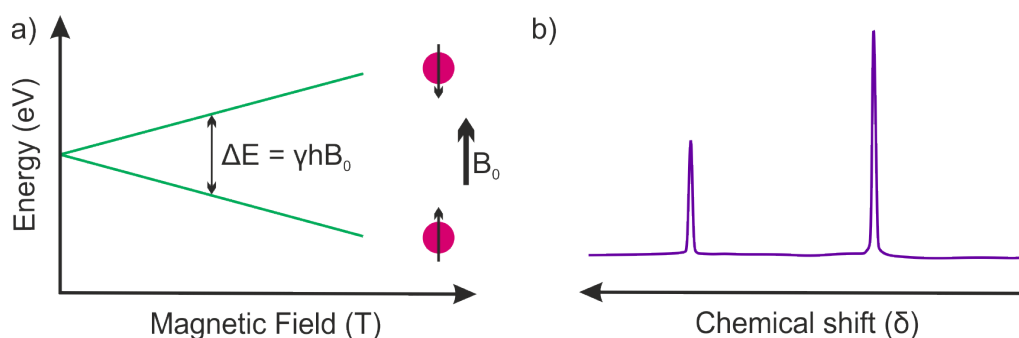 a)
Energy (eV)
ΔE = γhB₀
B₀
Magnetic Field (T)
b)
Chemical shift (δ)